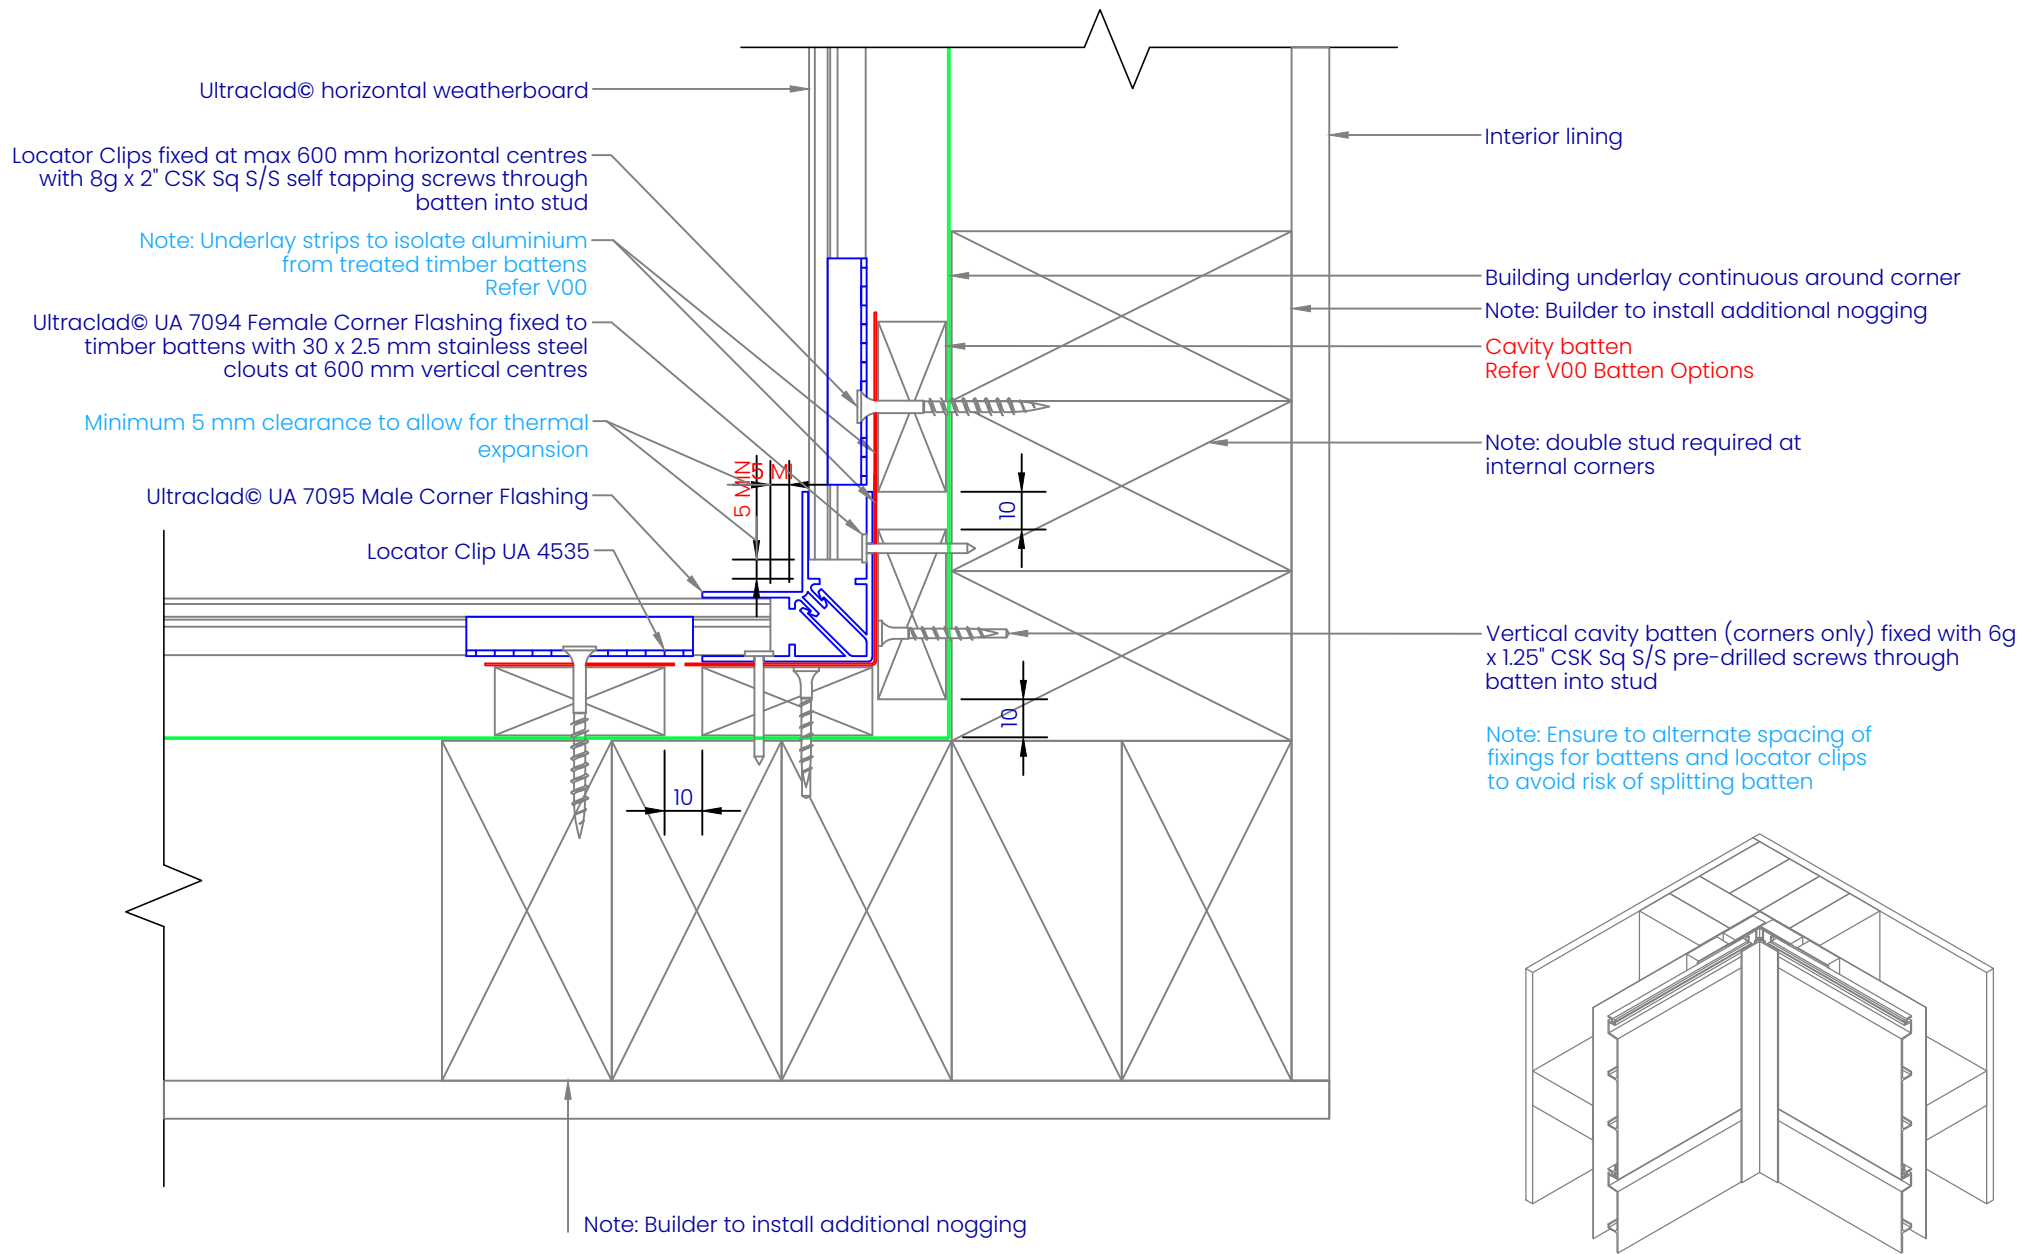 Ultraclad© horizontal weatherboard
Locator Clips fixed at max 600 mm horizontal centres
with 8g x 2" CSK Sq S/S self tapping screws through
batten into stud
Note: Underlay strips to isolate aluminium
from treated timber battens
Refer V00
Ultraclad© UA 7094 Female Corner Flashing fixed to
timber battens with 30 x 2.5 mm stainless steel
clouts at 600 mm vertical centres
Minimum 5 mm clearance to allow for thermal
expansion
Ultraclad© UA 7095 Male Corner Flashing
Locator Clip UA 4535
5 MIN
5 MI
10
10
10
Interior lining
Building underlay continuous around corner
Note: Builder to install additional nogging
Cavity batten
Refer V00 Batten Options
Note: double stud required at
internal corners
Vertical cavity batten (corners only) fixed with 6g
x 1.25" CSK Sq S/S pre-drilled screws through
batten into stud
Note: Ensure to alternate spacing of
fixings for battens and locator clips
to avoid risk of splitting batten
Note: Builder to install additional nogging